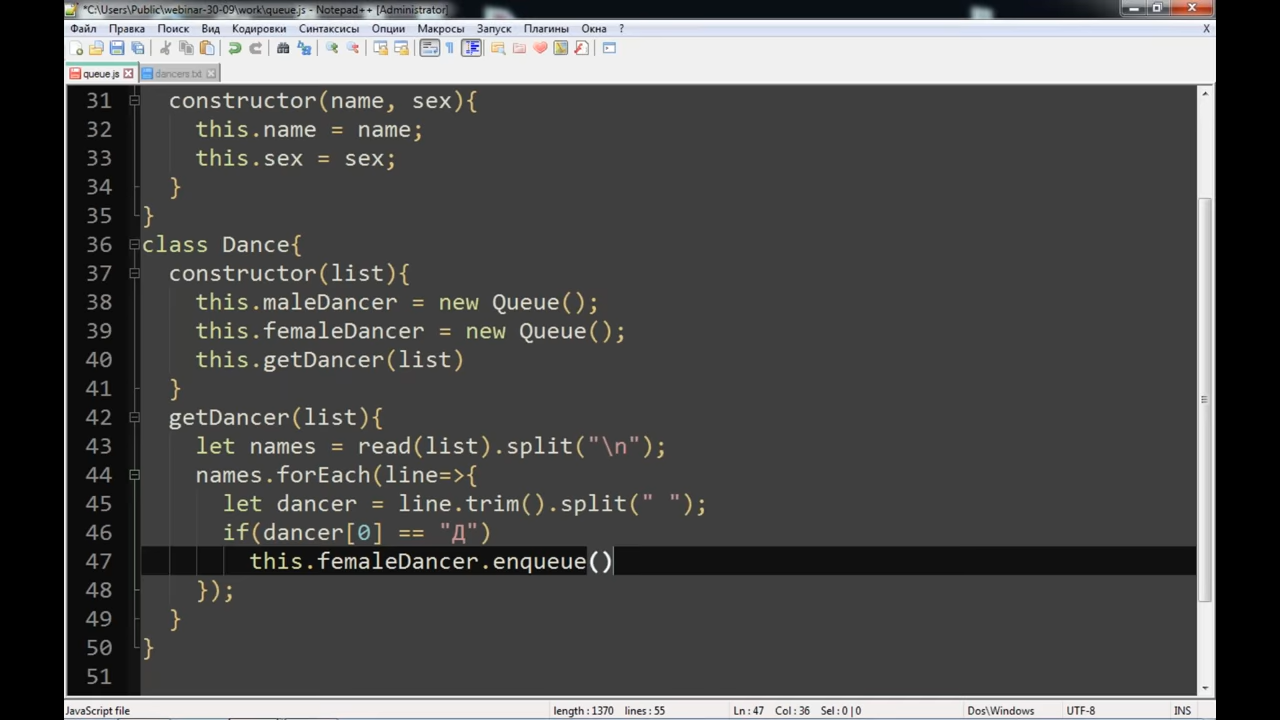 *C:\Users\Public\webinar-30-09\work\queue.js - Notepad++ [Administrator]
Файл Правка Поиск Вид Кодировки Синтаксисы Опции Макросы Запуск Плагины Окна ? X
queue.js dancers.txt
31 constructor(name, sex){
32 this.name = name;
33 this.sex = sex;
34 }
35 }
36 class Dance{
37 constructor(list){
38 this.maleDancer = new Queue();
39 this.femaleDancer = new Queue();
40 this.getDancer(list)
41 }
42 getDancer(list){
43 let names = read(list).split("\n");
44 names.forEach(line=>{
45 let dancer = line.trim().split(" ");
46 if(dancer[0] == "Д")
47 this.femaleDancer.enqueue()
48 });
49 }
50 }
51
JavaScript file length : 1370 lines : 55 Ln : 47 Col : 36 Sel : 0 | 0 Dos\Windows UTF-8 INS